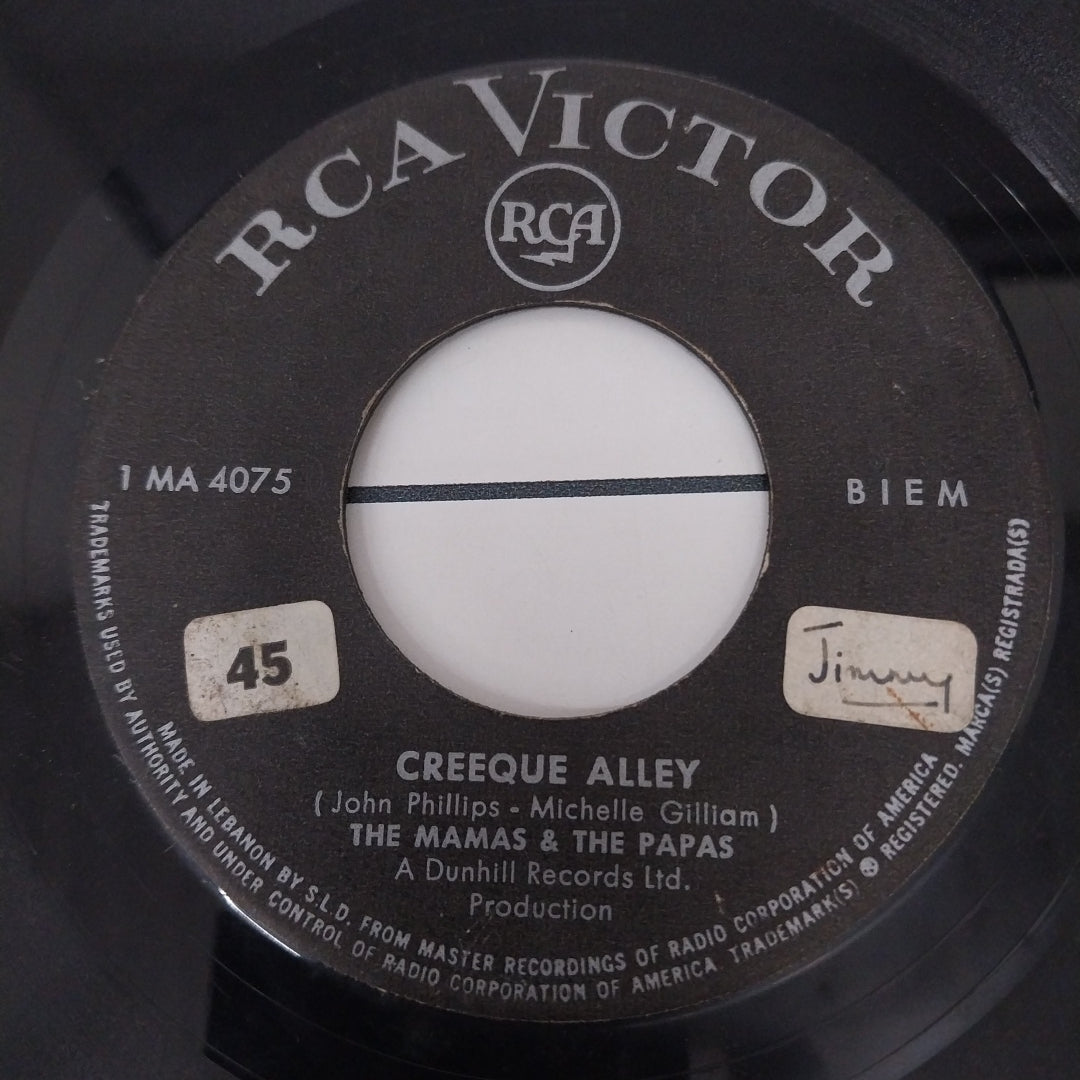 RCA VICTOR
RCA
1 MA 4075
BIEM
45
Jimmy
CREEQUE ALLEY
( John Phillips - Michelle Gilliam )
THE MAMAS & THE PAPAS
A Dunhill Records Ltd.
Production
MADE IN LEBANON BY S.L.D. FROM MASTER RECORDINGS OF RADIO CORPORATION OF AMERICA
TRADEMARKS USED BY AUTHORITY AND UNDER CONTROL OF RADIO CORPORATION OF AMERICA TRADEMARK(S) ® REGISTERED. MARCA(S) REGISTRADA(S)